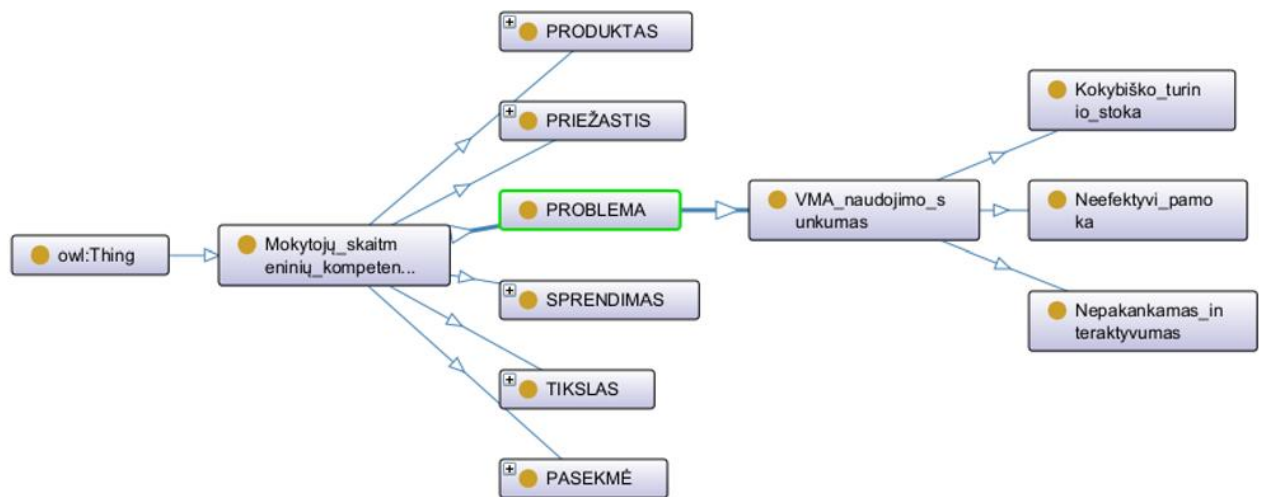 owl:Thing
Mokytojų_skaitm
eninių_kompeten...
PRODUKTAS
PRIEŽASTIS
PROBLEMA
SPRENDIMAS
TIKSLAS
PASEKMĖ
VMA_naudojimo_s
unkumas
Kokybiško_turin
io_stoka
Neefektyvi_pamo
ka
Nepakankamas_in
teraktyvumas